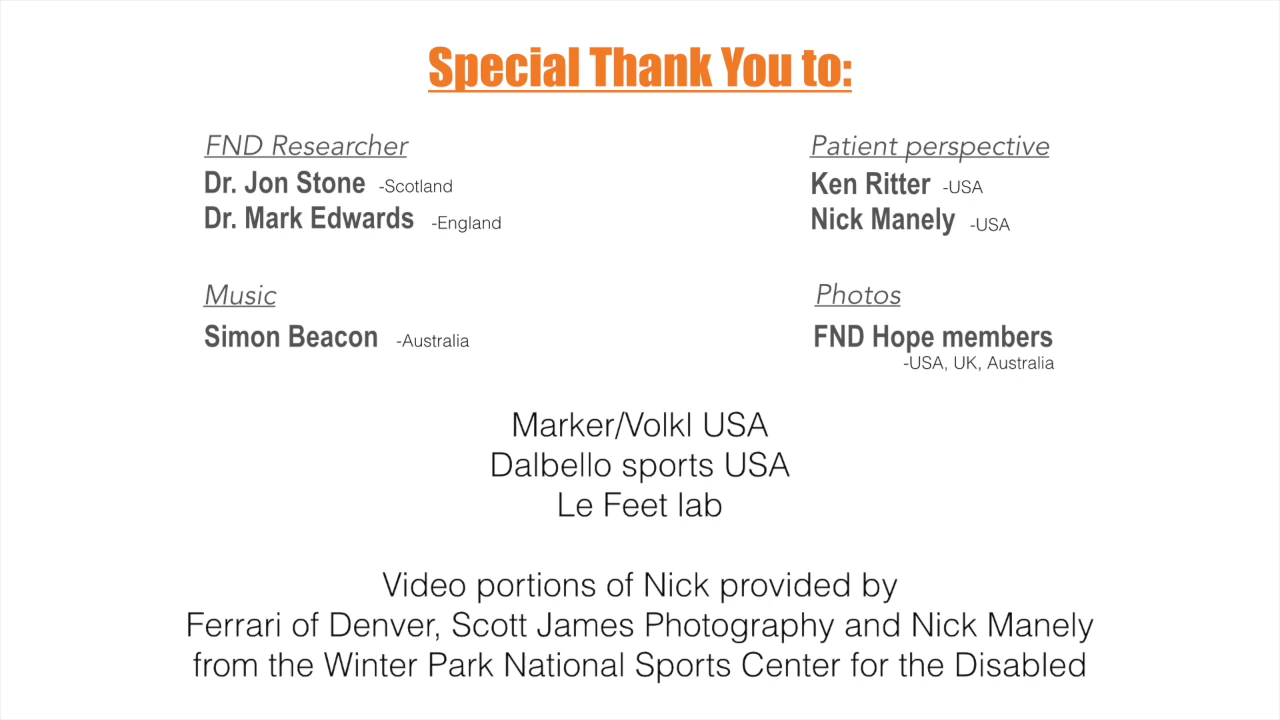 Special Thank You to:
FND Researcher
Dr. Jon Stone -Scotland
Dr. Mark Edwards -England
Patient perspective
Ken Ritter -USA
Nick Manely -USA
Music
Simon Beacon -Australia
Photos
FND Hope members
-USA, UK, Australia
Marker/Volkl USA
Dalbello sports USA
Le Feet lab
Video portions of Nick provided by
Ferrari of Denver, Scott James Photography and Nick Manely
from the Winter Park National Sports Center for the Disabled